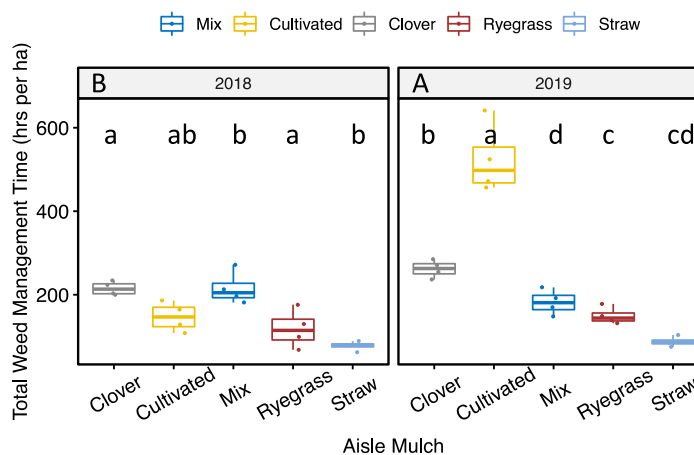 Mix Cultivated Clover Ryegrass Straw
B 2018 A 2019
a ab b a b b a d c cd
600
400
200
Total Weed Management Time (hrs per ha)
Clover Cultivated Mix Ryegrass Straw Clover Cultivated Mix Ryegrass Straw
Aisle Mulch